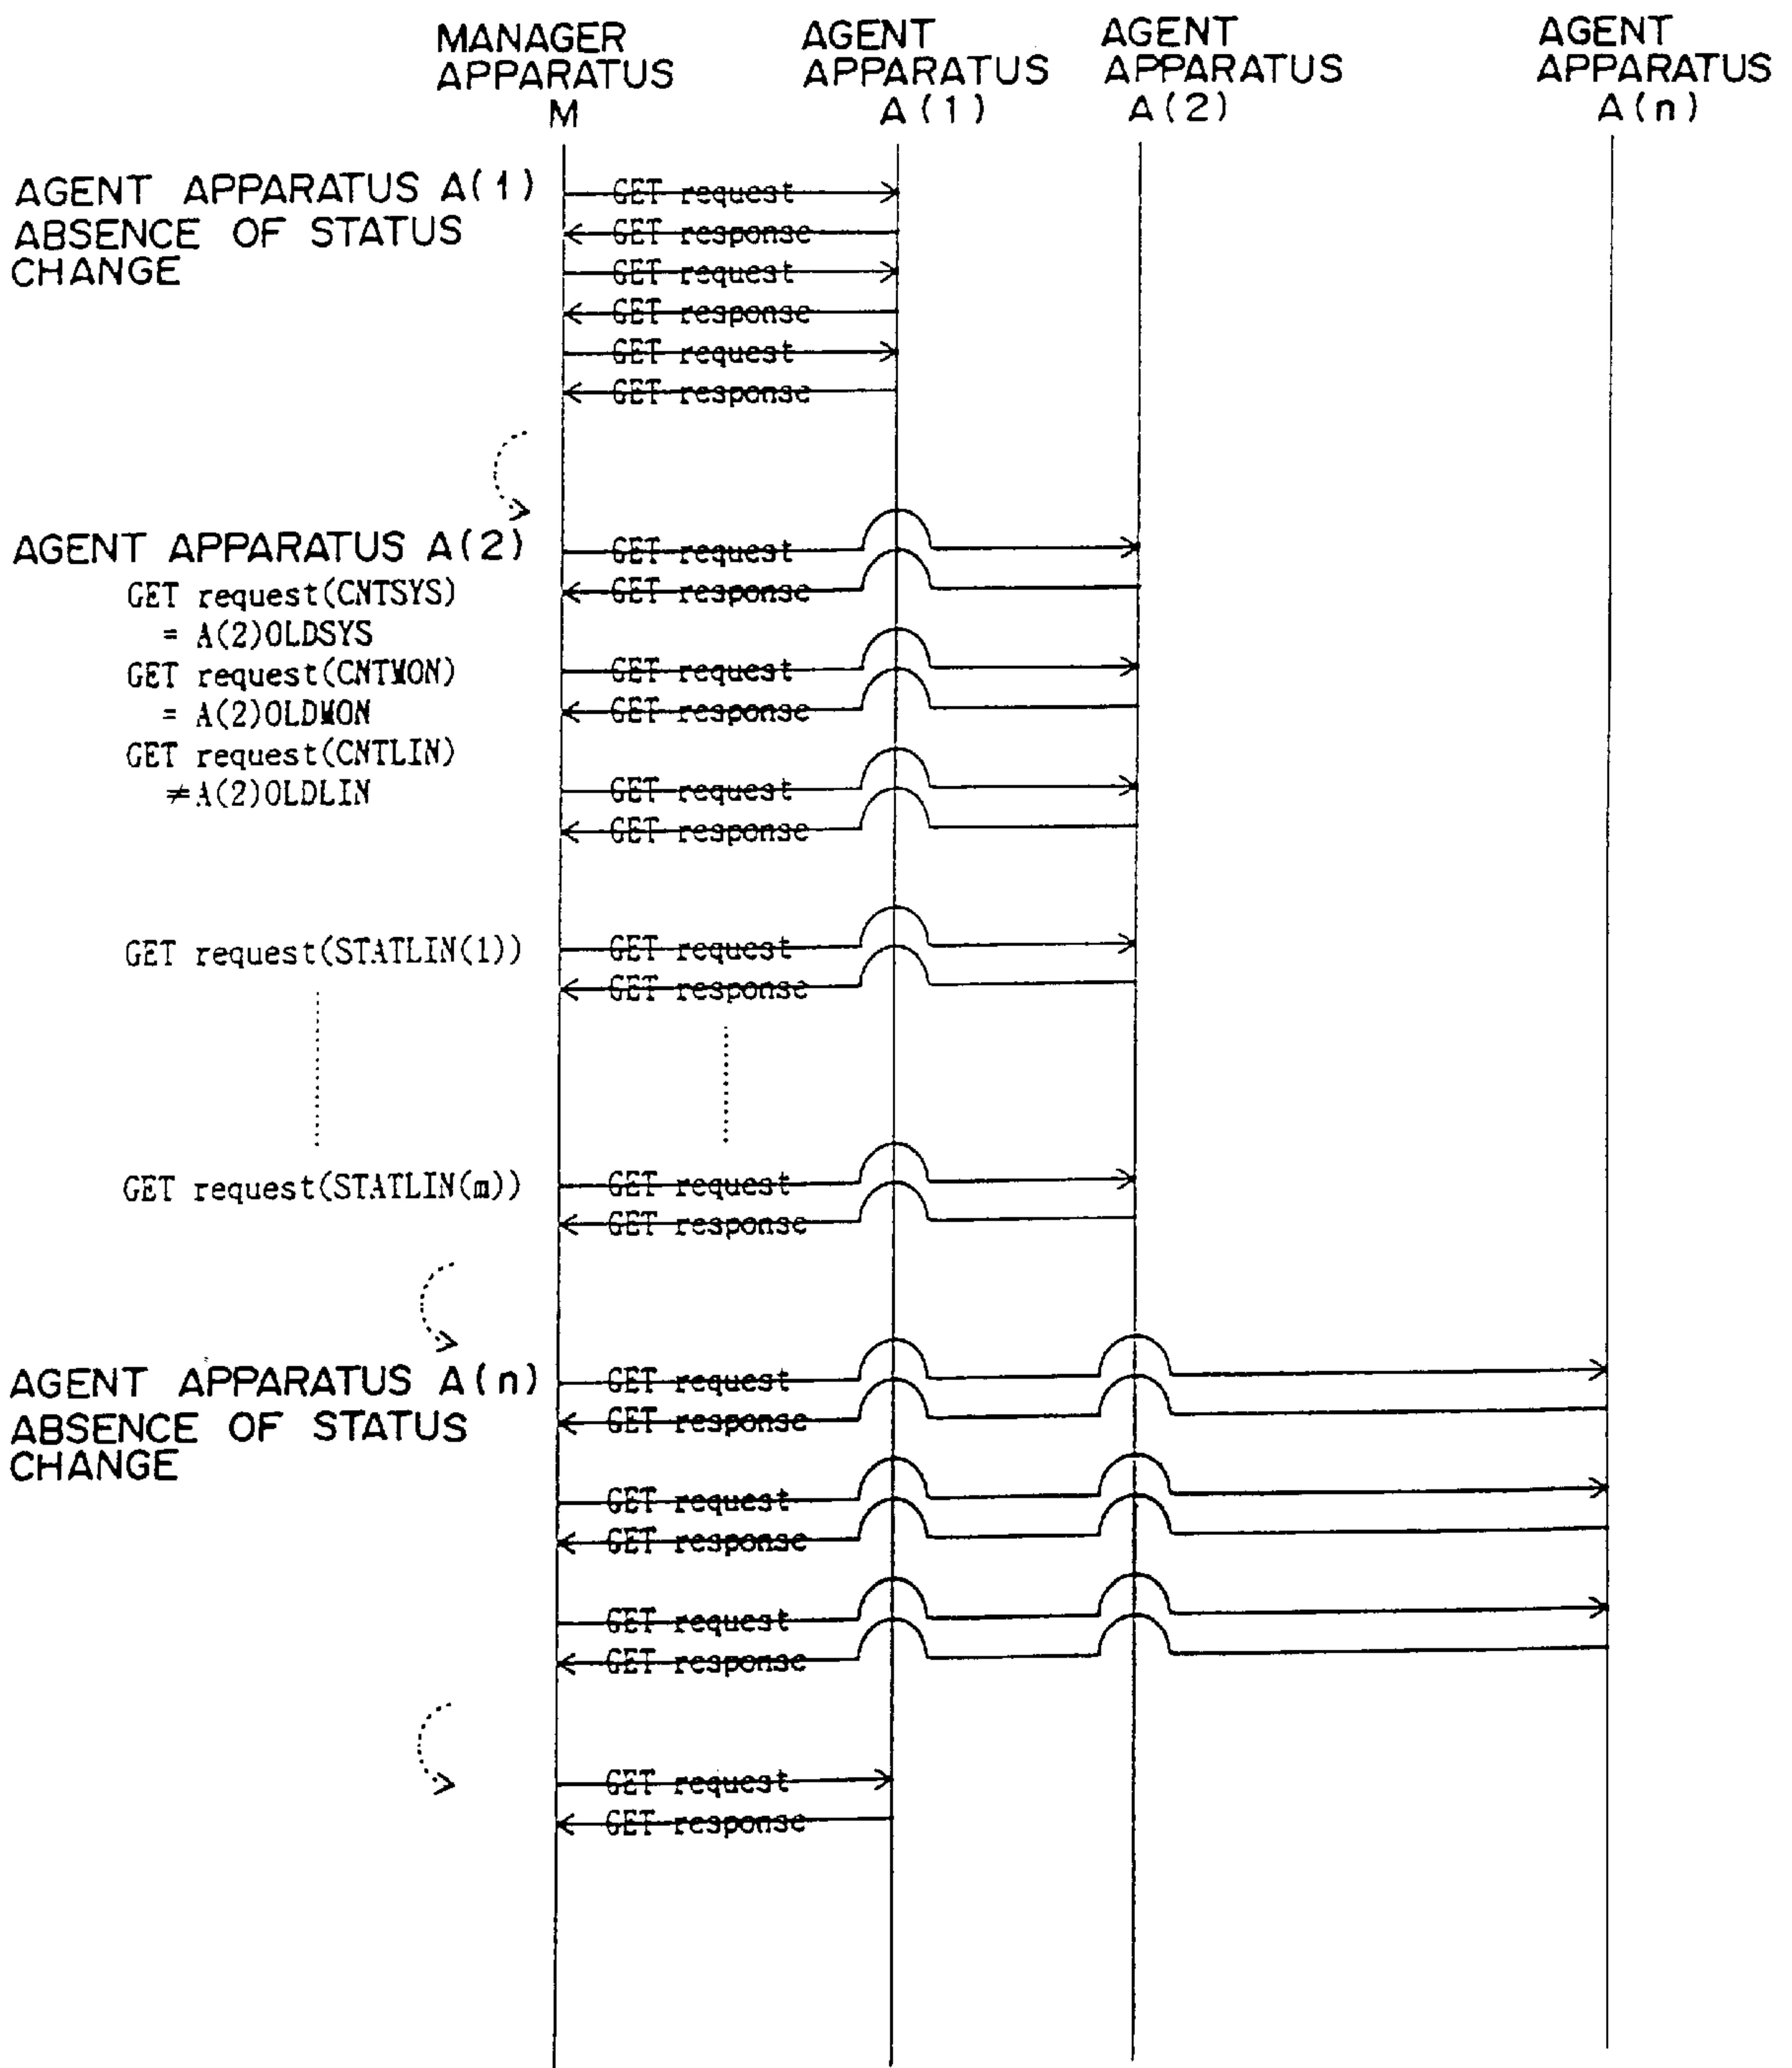 MANAGER APPARATUS M
AGENT APPARATUS A(1)
AGENT APPARATUS A(2)
AGENT APPARATUS A(n)
AGENT APPARATUS A(1)
ABSENCE OF STATUS
CHANGE
GET request
GET response
GET request
GET response
GET request
GET response
AGENT APPARATUS A(2)
GET request
GET request(CNTSYS)
GET response
= A(2)OLDSYS
GET request(CNTMON)
GET request
= A(2)OLDMON
GET response
GET request(CNTLIN)
≠A(2)OLDLIN
GET request
GET response
GET request(STATLIN(1))
GET request
GET response
GET request(STATLIN(m))
GET request
GET response
AGENT APPARATUS A(n)
GET request
ABSENCE OF STATUS
GET response
CHANGE
GET request
GET response
GET request
GET response
GET request
GET response